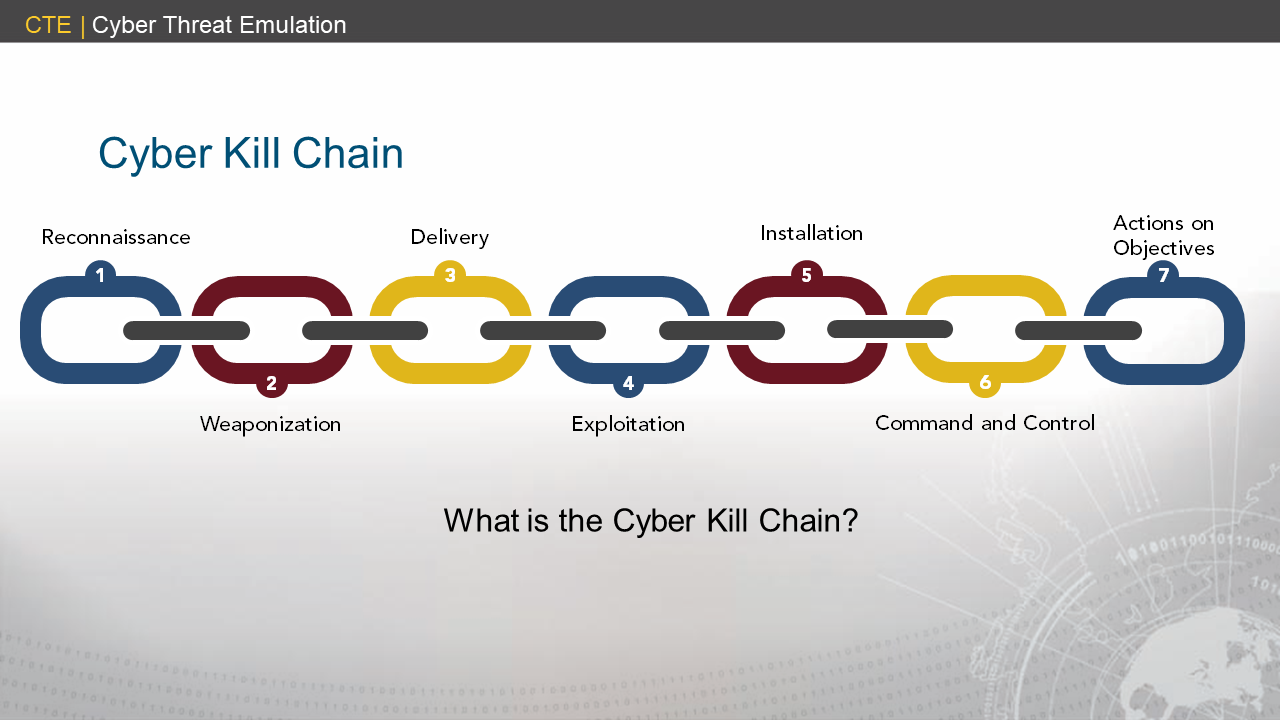 CTE | Cyber Threat Emulation
Cyber Kill Chain
Reconnaissance
1
2
Weaponization
Delivery
3
4
Exploitation
Installation
5
6
Command and Control
Actions on
Objectives
7
What is the Cyber Kill Chain?